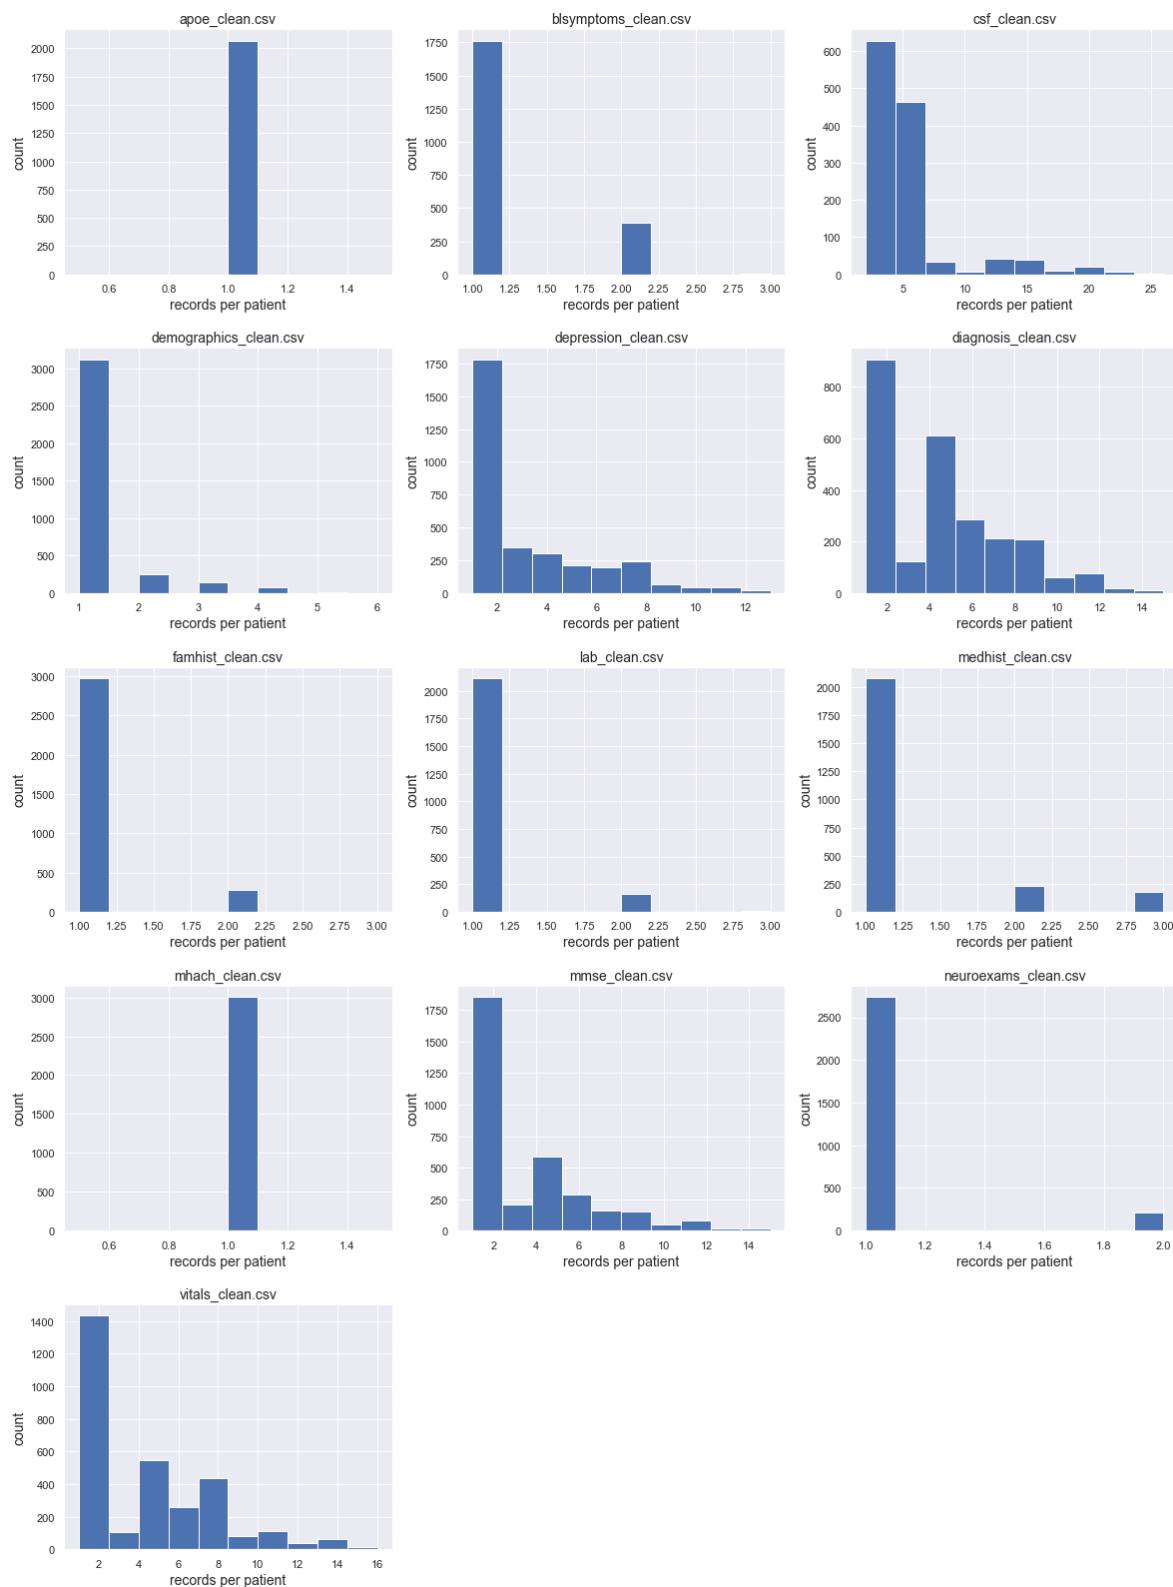 apoe_clean.csv
count
2000
1750
1500
1250
1000
750
500
250
0
0.6 0.8 1.0 1.2 1.4
records per patient
blsymptoms_clean.csv
count
1750
1500
1250
1000
750
500
250
0
1.00 1.25 1.50 1.75 2.00 2.25 2.50 2.75 3.00
records per patient
csf_clean.csv
count
600
500
400
300
200
100
0
5 10 15 20 25
records per patient
demographics_clean.csv
count
3000
2500
2000
1500
1000
500
0
1 2 3 4 5 6
records per patient
depression_clean.csv
count
1750
1500
1250
1000
750
500
250
0
2 4 6 8 10 12
records per patient
diagnosis_clean.csv
count
800
600
400
200
0
2 4 6 8 10 12 14
records per patient
famhist_clean.csv
count
3000
2500
2000
1500
1000
500
0
1.00 1.25 1.50 1.75 2.00 2.25 2.50 2.75 3.00
records per patient
lab_clean.csv
count
2000
1750
1500
1250
1000
750
500
250
0
1.00 1.25 1.50 1.75 2.00 2.25 2.50 2.75 3.00
records per patient
medhist_clean.csv
count
2000
1750
1500
1250
1000
750
500
250
0
1.00 1.25 1.50 1.75 2.00 2.25 2.50 2.75 3.00
records per patient
mhach_clean.csv
count
3000
2500
2000
1500
1000
500
0
0.6 0.8 1.0 1.2 1.4
records per patient
mmse_clean.csv
count
1750
1500
1250
1000
750
500
250
0
2 4 6 8 10 12 14
records per patient
neuroexams_clean.csv
count
2500
2000
1500
1000
500
0
1.0 1.2 1.4 1.6 1.8 2.0
records per patient
vitals_clean.csv
count
1400
1200
1000
800
600
400
200
0
2 4 6 8 10 12 14 16
records per patient